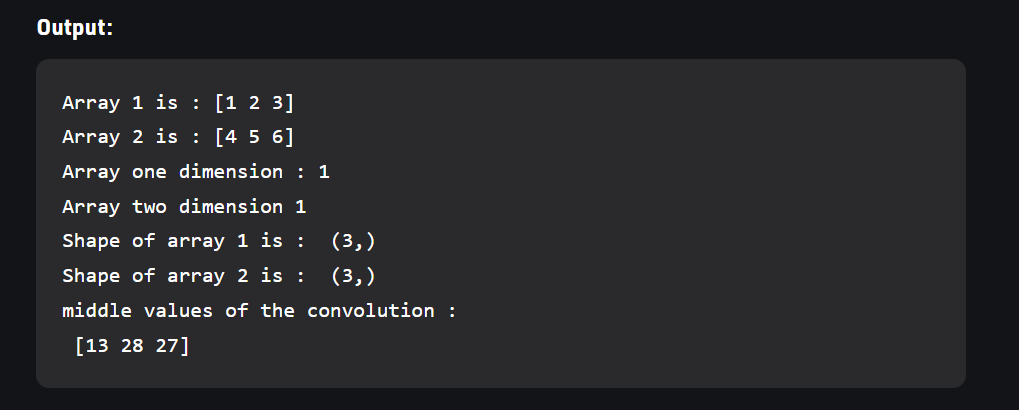 Output:
Array 1 is : [1 2 3]
Array 2 is : [4 5 6]
Array one dimension : 1
Array two dimension 1
Shape of array 1 is :  (3,)
Shape of array 2 is :  (3,)
middle values of the convolution :
 [13 28 27]